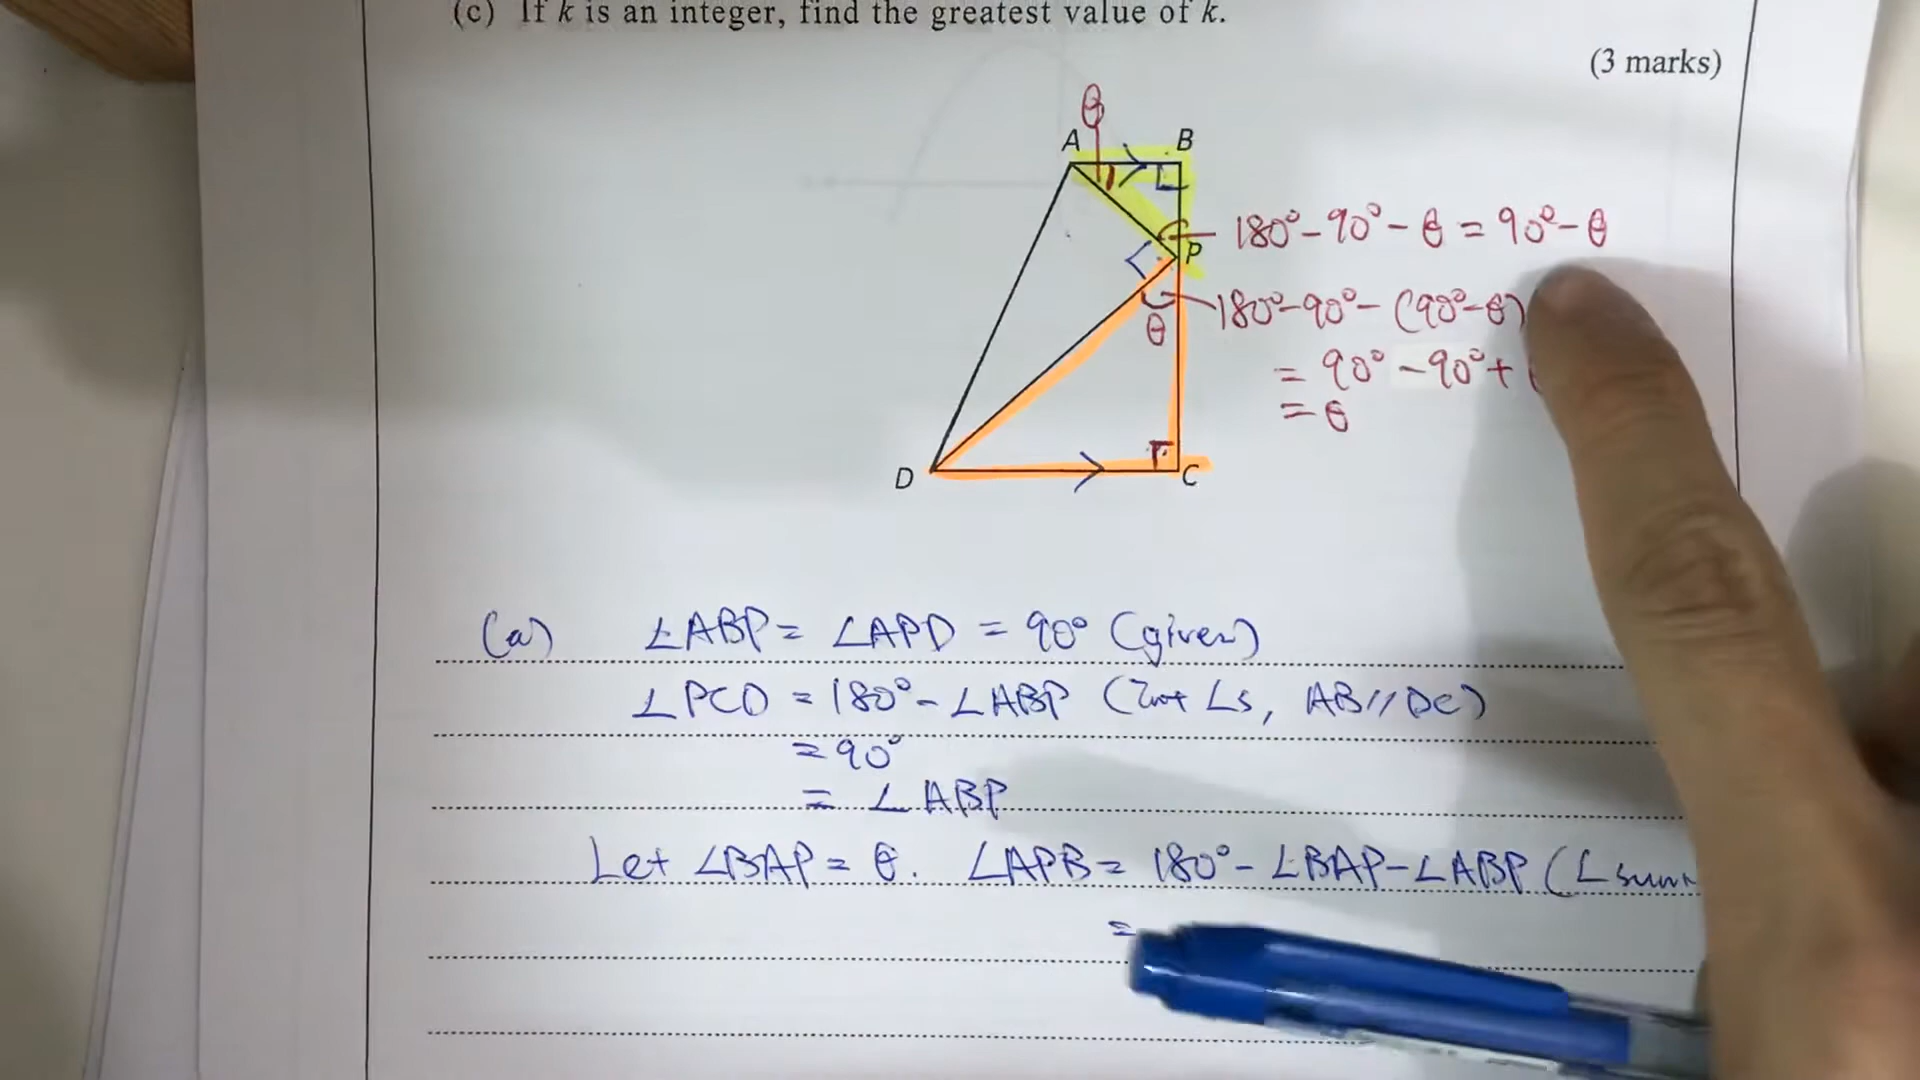 (c) If k is an integer, find the greatest value of k.
(3 marks)
θ
A B
180°-90°-θ = 90°-θ
P
180°-90°-(90°-θ)
θ
= 90°-90°+
= θ
D C
(a) ∠ABP = ∠APD = 90° (given)
∠PCD = 180°-∠ABP (int ∠s, AB//DC)
= 90°
= ∠ABP
Let ∠BAP = θ. ∠APB = 180°-∠BAP-∠ABP (∠sum
=